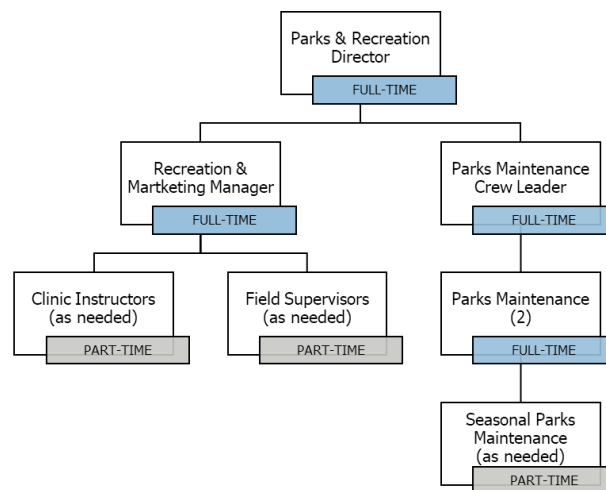 Parks & Recreation
Director
FULL-TIME
Recreation &
Martketing Manager
FULL-TIME
Parks Maintenance
Crew Leader
FULL-TIME
Clinic Instructors
(as needed)
PART-TIME
Field Supervisors
(as needed)
PART-TIME
Parks Maintenance
(2)
FULL-TIME
Seasonal Parks
Maintenance
(as needed)
PART-TIME